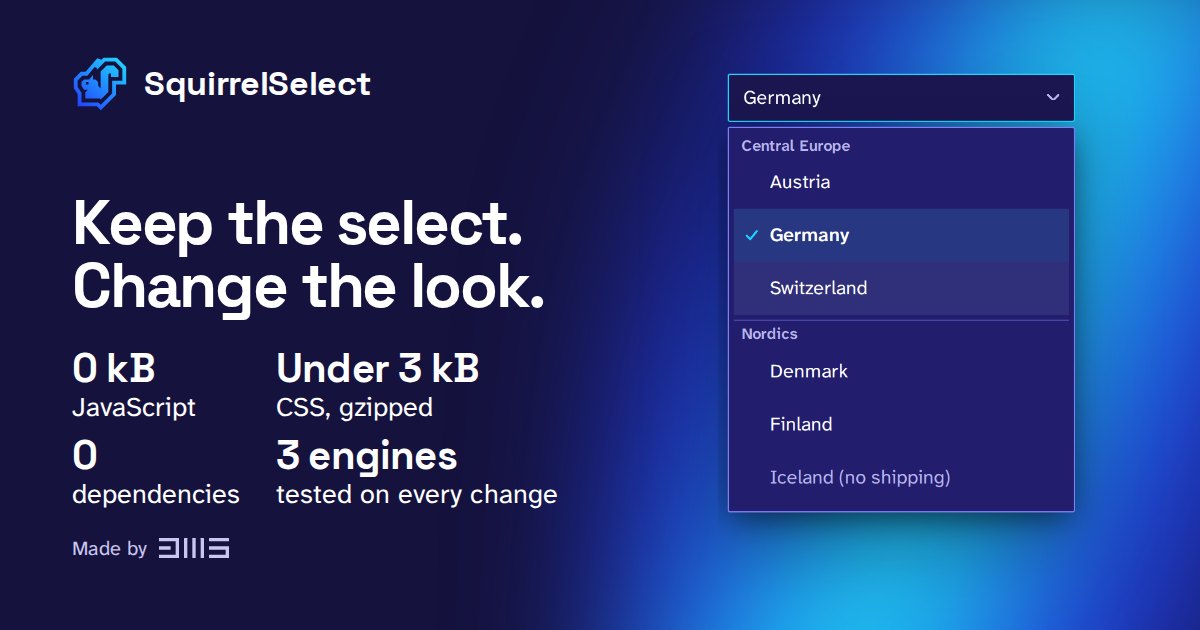 SquirrelSelect
Keep the select.
Change the look.
0 kB
JavaScript
Under 3 kB
CSS, gzipped
0
dependencies
3 engines
tested on every change
Made by
Germany
Central Europe
Austria
Germany
Switzerland
Nordics
Denmark
Finland
Iceland (no shipping)